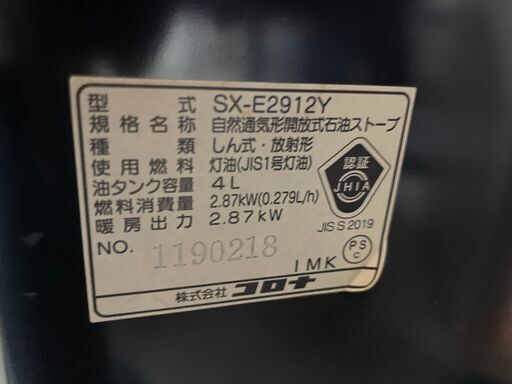 型 式 SX-E2912Y
規格名称 自然通気形開放式石油ストーブ
種 類 しん式・放射形
使用燃料 灯油(JIS1号灯油)
油タンク容量 4L
燃料消費量 2.87kW(0.279L/h)
暖房出力 2.87kW
認証
JHIA
JIS S 2019
NO. 1190218
IMK
PS
C
株式会社 コロナ